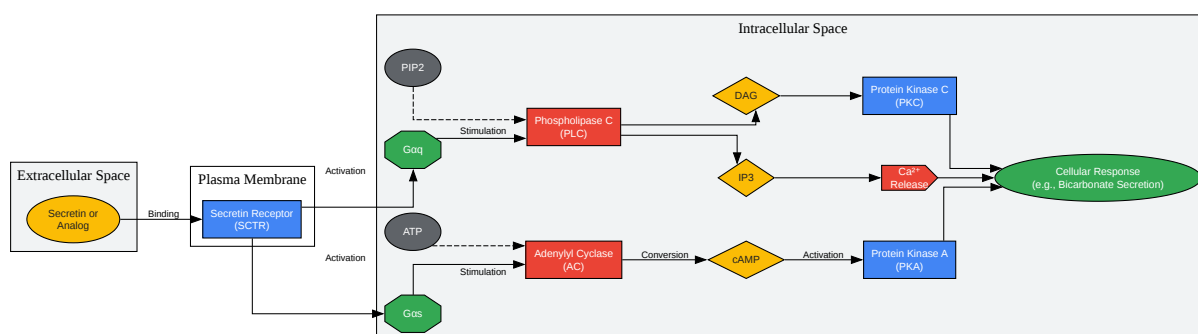 Intracellular Space
PIP2
DAG
Protein Kinase C
(PKC)
Phospholipase C
(PLC)
Stimulation
Gαq
Extracellular Space
Plasma Membrane
Activation
IP3
Ca²⁺
Release
Cellular Response
(e.g., Bicarbonate Secretion)
Secretin or
Analog
Binding
Secretin Receptor
(SCTR)
ATP
Activation
Stimulation
Adenylyl Cyclase
(AC)
Conversion
cAMP
Activation
Protein Kinase A
(PKA)
Gαs